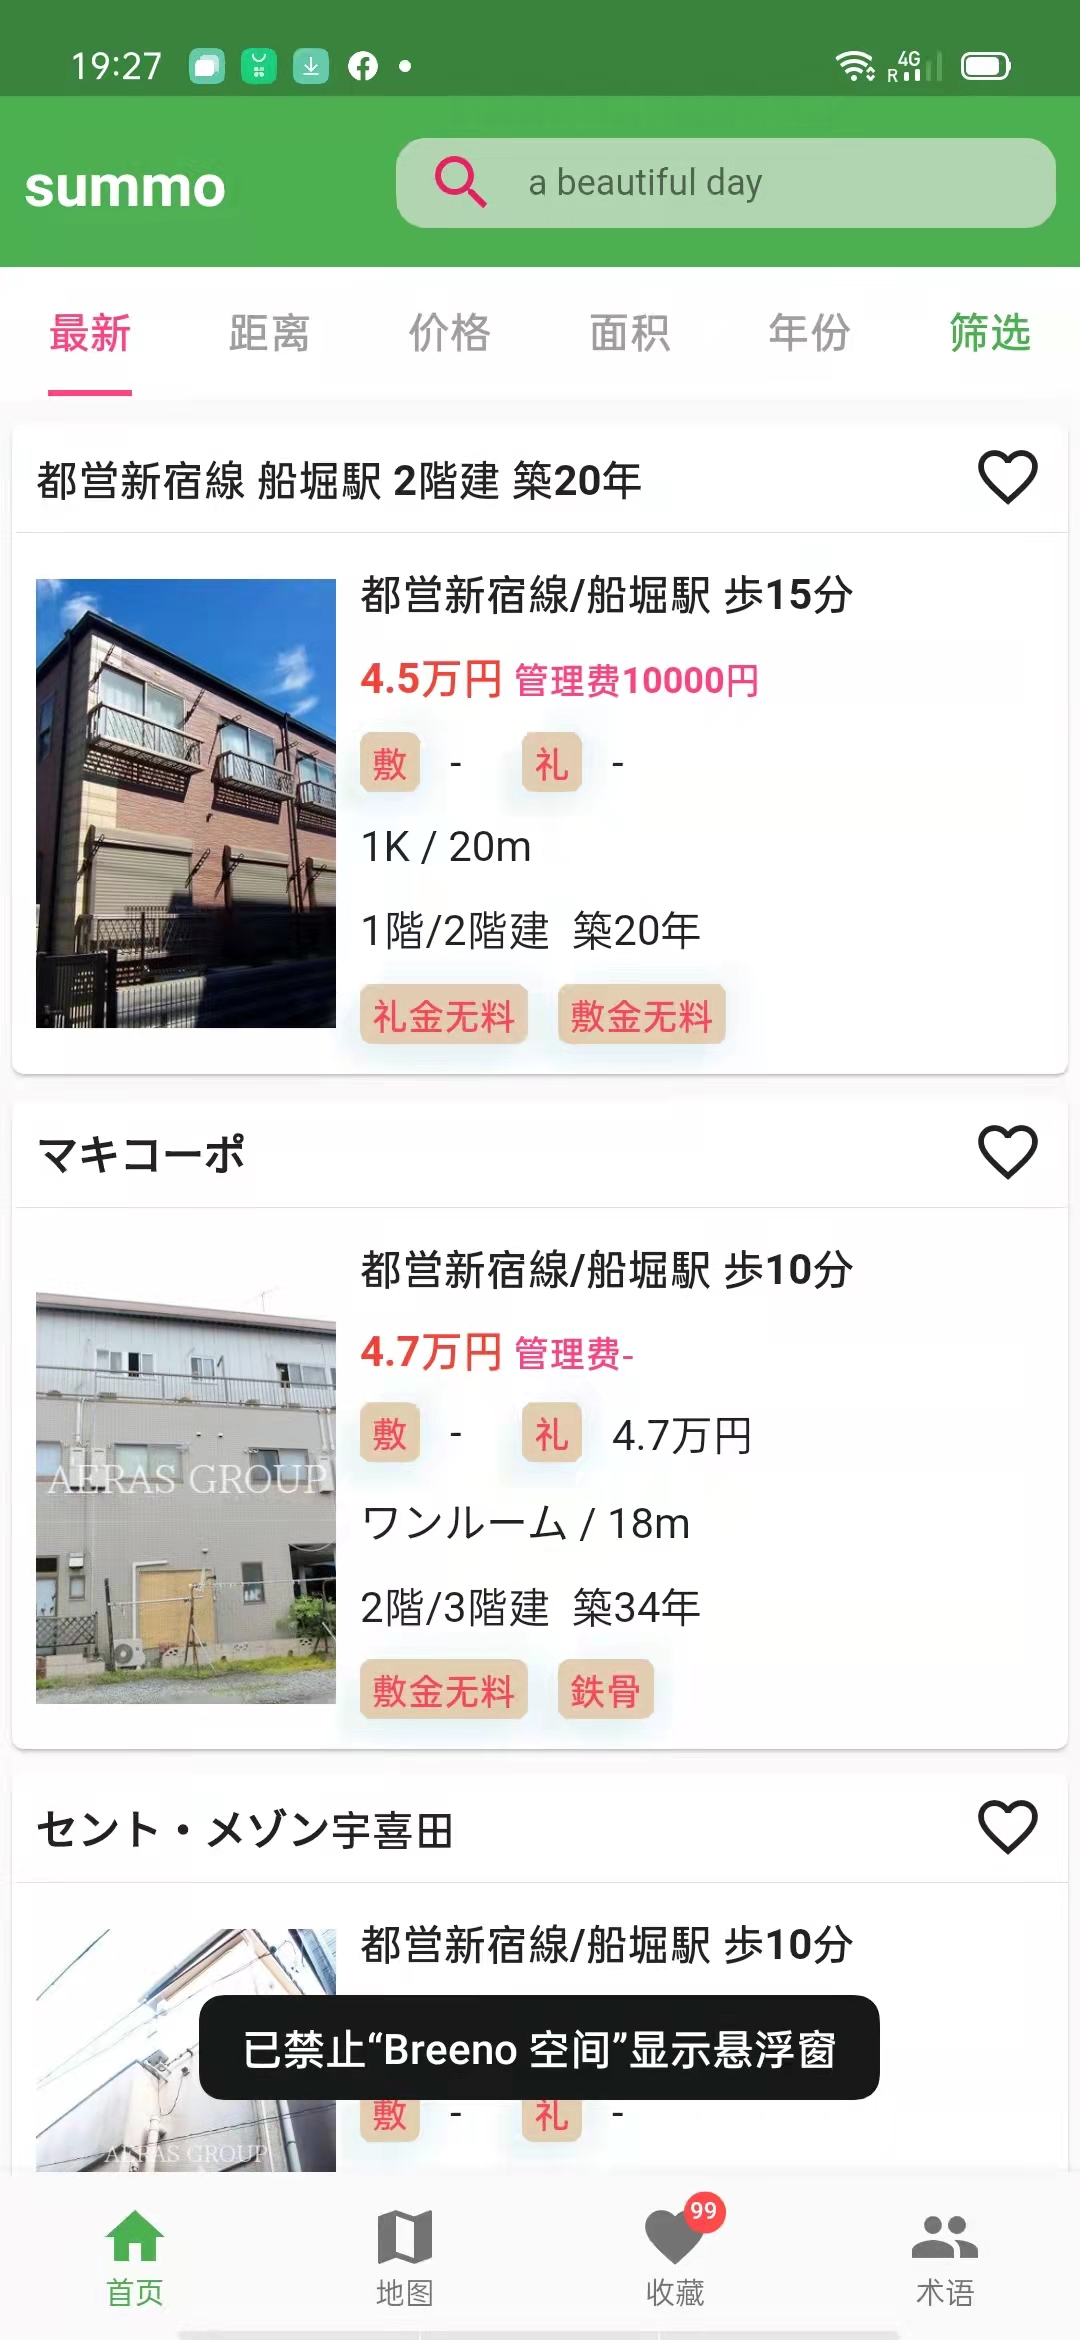 19:27
4G
R
summo
a beautiful day
最新 距离 价格 面积 年份 筛选
都営新宿線 船堀駅 2階建 築20年
都営新宿線/船堀駅 歩15分
4.5万円 管理费10000円
敷 - 礼 -
1K / 20m
1階/2階建 築20年
礼金无料 敷金无料
マキコーポ
都営新宿線/船堀駅 歩10分
4.7万円 管理费-
敷 - 礼 4.7万円
AERAS GROUP
ワンルーム / 18m
2階/3階建 築34年
敷金无料 鉄骨
セント・メゾン宇喜田
都営新宿線/船堀駅 歩10分
已禁止“Breeno 空间”显示悬浮窗
敷 - 礼 -
AERAS GROUP
99
首页 地图 收藏 术语